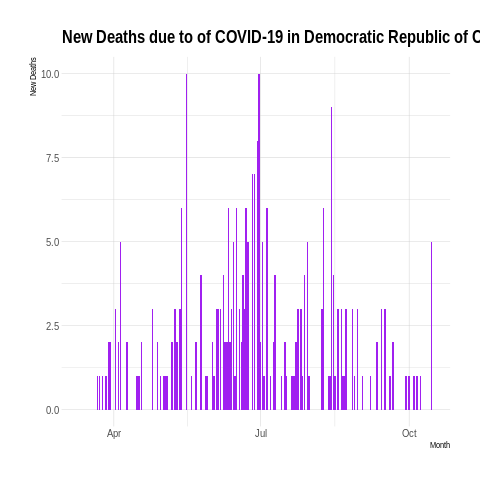 New Deaths due to of COVID-19 in Democratic Republic of C
New Deaths
10.0
7.5
5.0
2.5
0.0
Apr
Jul
Oct
Month